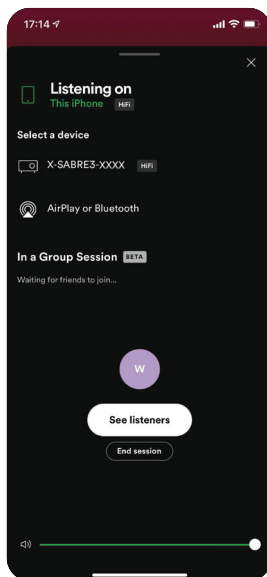 17:14
Listening on
This iPhone HiFi
Select a device
X-SABRE3-XXXX HiFi
AirPlay or Bluetooth
In a Group Session BETA
Waiting for friends to join...
W
See listeners
End session